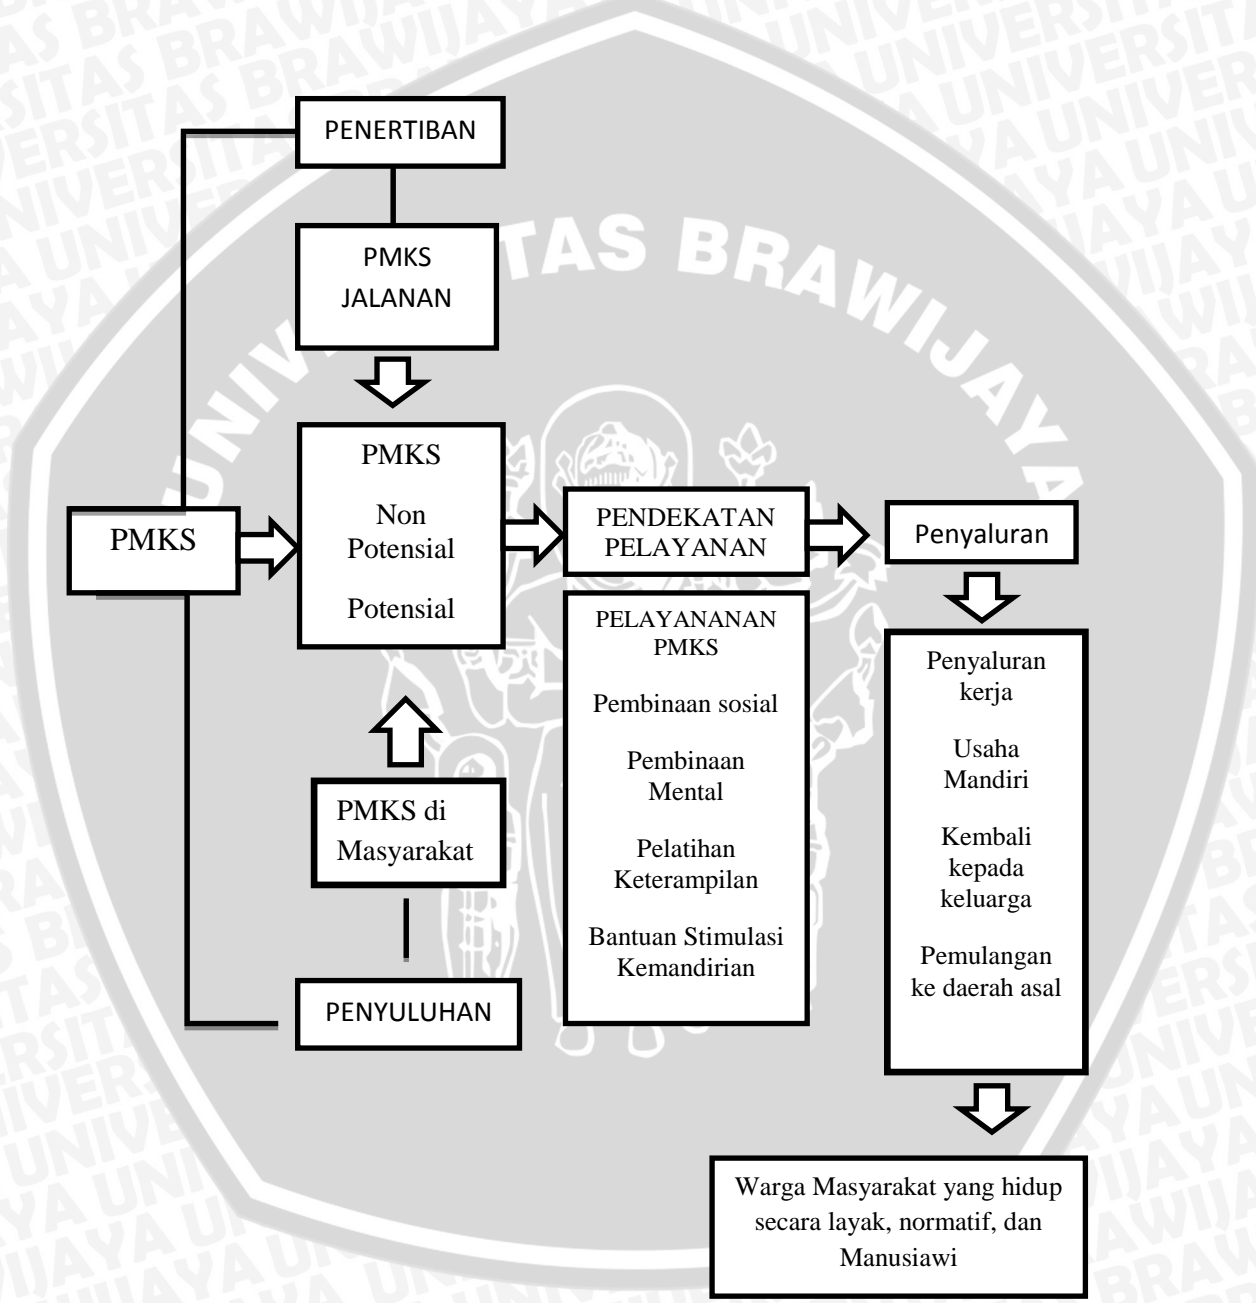 PENERTIBAN
PMKS
JALANAN
PMKS
Non
Potensial
Potensial
PMKS
PENDEKATAN
PELAYANAN
Penyaluran
PELAYANANAN
PMKS
Pembinaan sosial
Pembinaan
Mental
Pelatihan
Keterampilan
Bantuan Stimulasi
Kemandirian
Penyaluran
kerja
Usaha
Mandiri
Kembali
kepada
keluarga
Pemulangan
ke daerah asal
PMKS di
Masyarakat
PENYULUHAN
Warga Masyarakat yang hidup
secara layak, normatif, dan
Manusiawi
TAS BRAWIJAYA